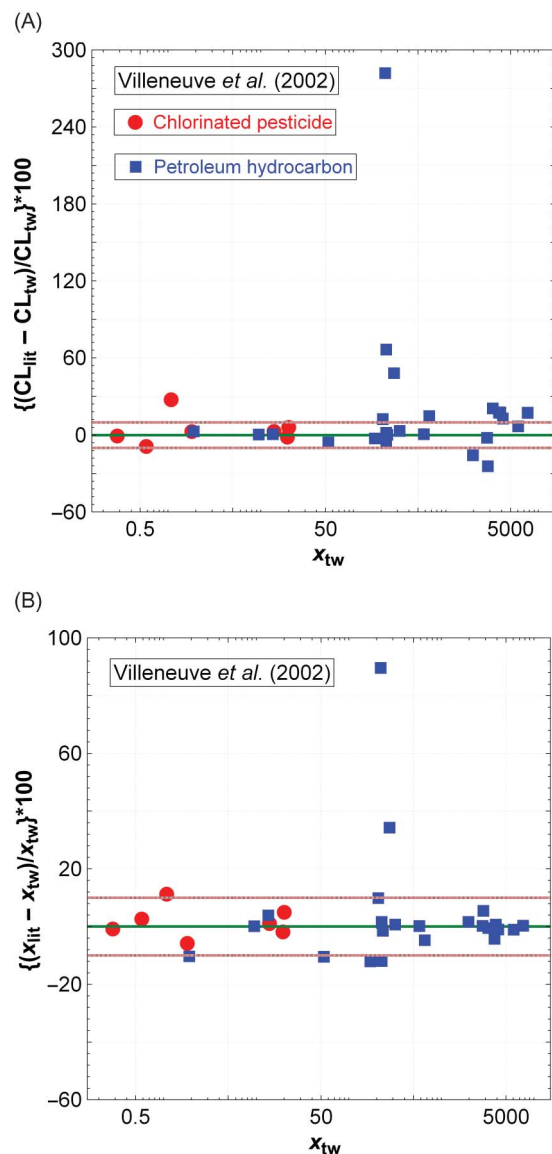 (A)
300
260
180
100
60
0
−60
Villeneuve et al. (2002)
Chlorinated pesticide
Petroleum hydrocarbon
{(CLlit − CLtw)/CLtw}*100
0.5
50
5000
xtw
(B)
100
60
20
−20
−60
Villeneuve et al. (2002)
{(xlit − xtw)/xtw}*100
0.5
50
5000
xtw